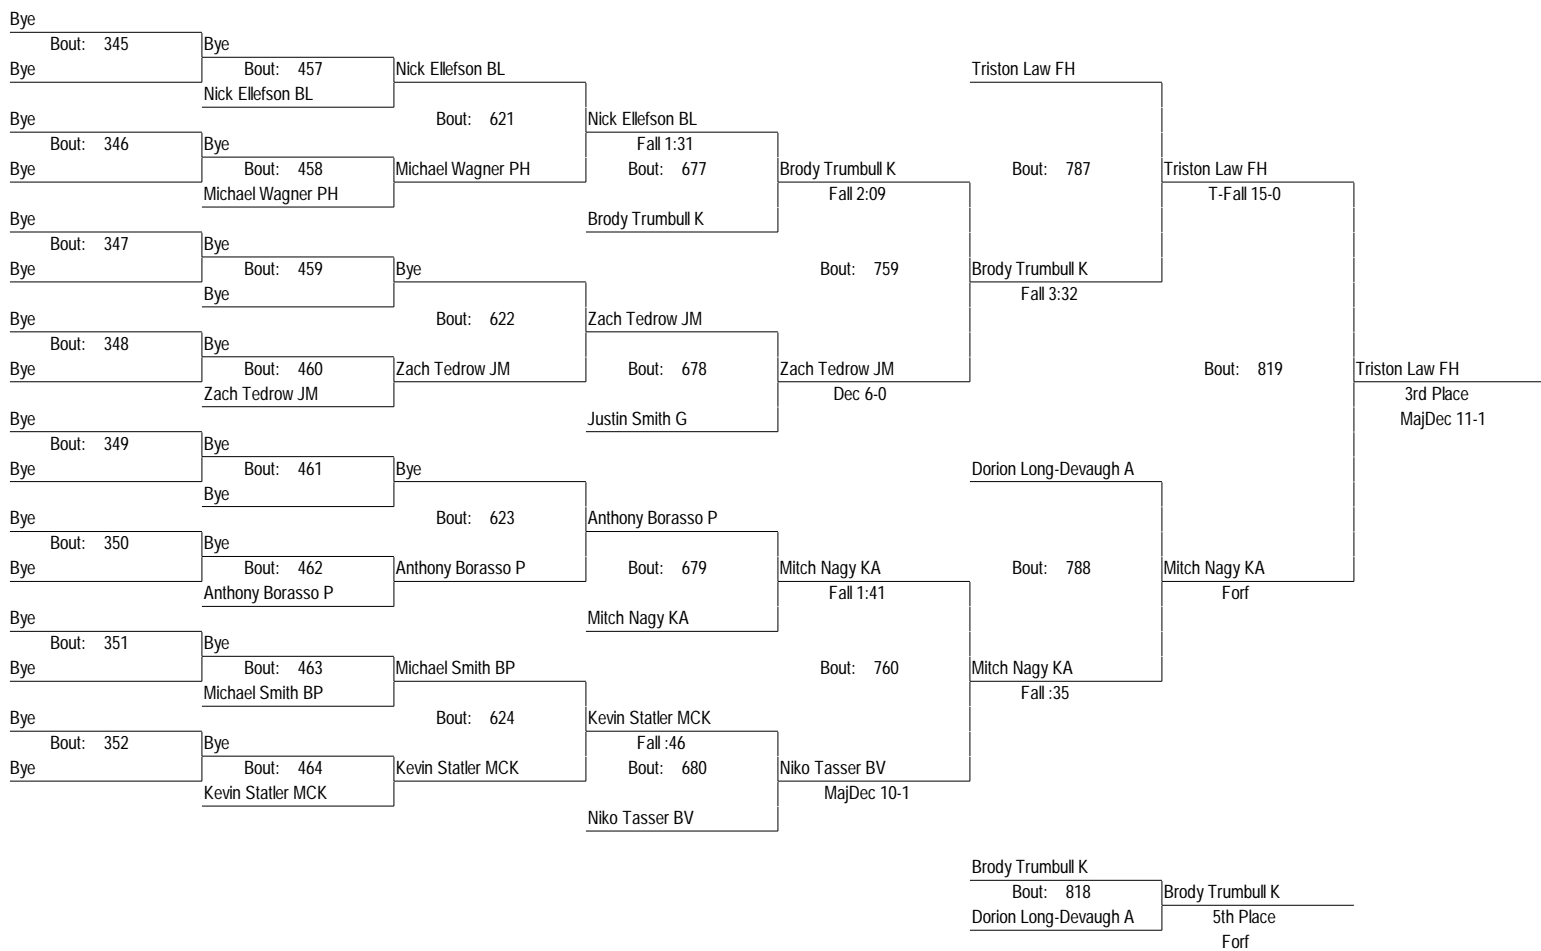 Bye
Bout: 345 Bye
Bye Bout: 457 Nick Ellefson BL Triston Law FH
Nick Ellefson BL
Bye Bout: 621 Nick Ellefson BL
Bout: 346 Bye Fall 1:31
Bye Bout: 458 Michael Wagner PH Bout: 677 Brody Trumbull K Bout: 787 Triston Law FH
Michael Wagner PH Fall 2:09 T-Fall 15-0
Bye Brody Trumbull K
Bout: 347 Bye
Bye Bout: 459 Bye Bout: 759 Brody Trumbull K
Bye Fall 3:32
Bye Bout: 622 Zach Tedrow JM
Bout: 348 Bye
Bye Bout: 460 Zach Tedrow JM Bout: 678 Zach Tedrow JM Bout: 819 Triston Law FH
Zach Tedrow JM Dec 6-0 3rd Place
Bye Justin Smith G MajDec 11-1
Bout: 349 Bye
Bye Bout: 461 Bye Dorion Long-Devaugh A
Bye
Bye Bout: 623 Anthony Borasso P
Bout: 350 Bye
Bye Bout: 462 Anthony Borasso P Bout: 679 Mitch Nagy KA Bout: 788 Mitch Nagy KA
Anthony Borasso P Fall 1:41 Forf
Bye Mitch Nagy KA
Bout: 351 Bye
Bye Bout: 463 Michael Smith BP Bout: 760 Mitch Nagy KA
Michael Smith BP Fall :35
Bye Bout: 624 Kevin Statler MCK
Bout: 352 Bye Fall :46
Bye Bout: 464 Kevin Statler MCK Bout: 680 Niko Tasser BV
Kevin Statler MCK MajDec 10-1
Niko Tasser BV
Brody Trumbull K
Bout: 818 Brody Trumbull K
Dorion Long-Devaugh A 5th Place
Forf